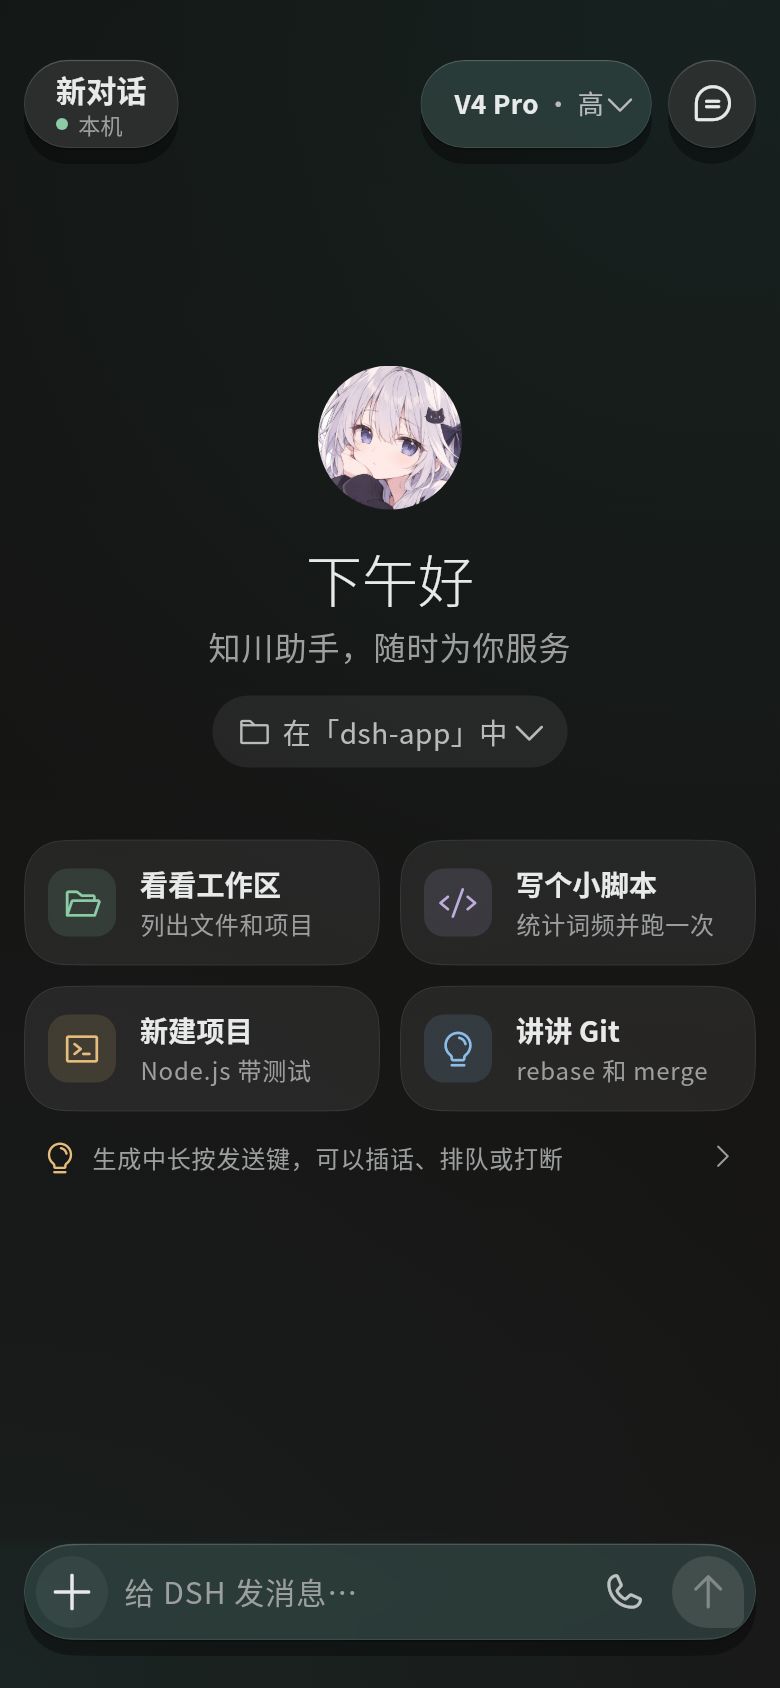 新对话
本机
V4 Pro · 高
下午好
知川助手，随时为你服务
在「dsh-app」中
看看工作区
列出文件和项目
写个小脚本
统计词频并跑一次
新建项目
Node.js 带测试
讲讲 Git
rebase 和 merge
生成中长按发送键，可以插话、排队或打断
给 DSH 发消息…